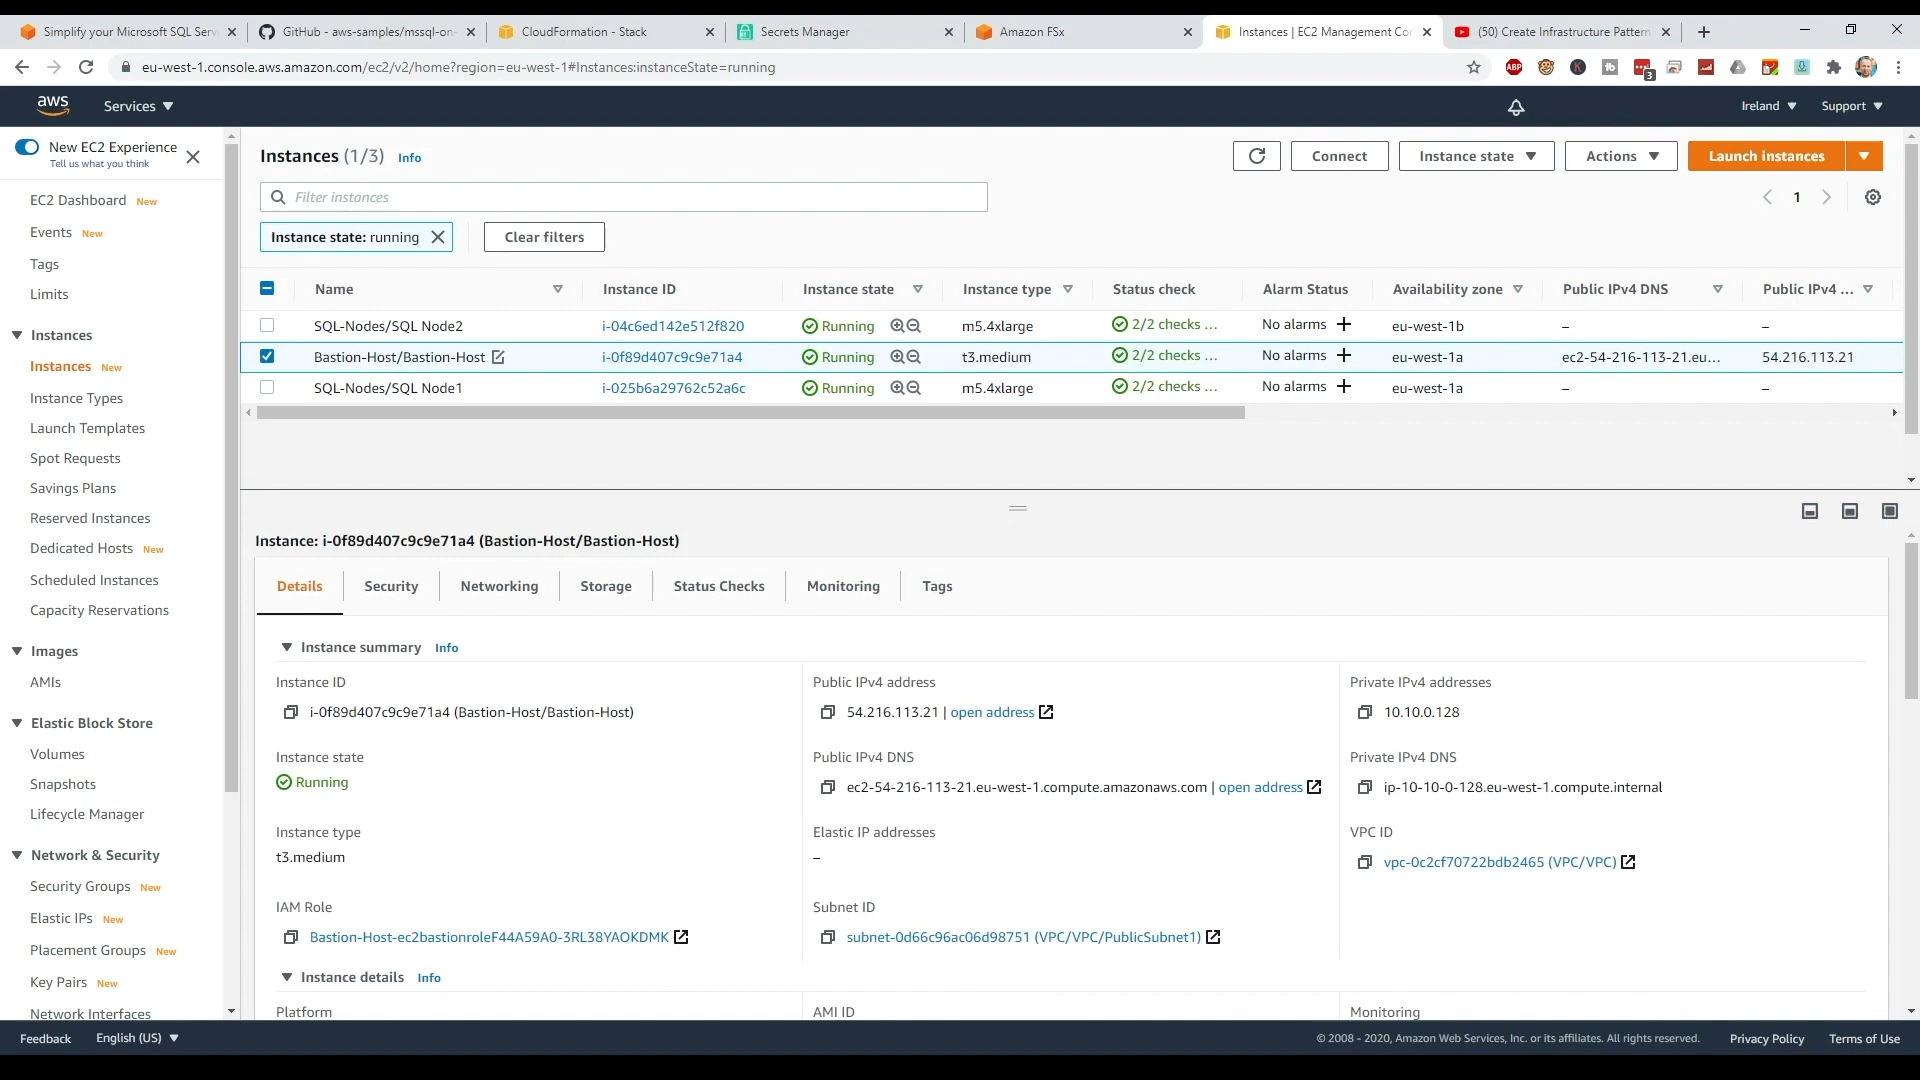 Simplify your Microsoft SQL Serv
GitHub - aws-samples/mssql-on-
CloudFormation - Stack
Secrets Manager
Amazon FSx
Instances | EC2 Management Con
(50) Create Infrastructure Pattern
eu-west-1.console.aws.amazon.com/ec2/v2/home?region=eu-west-1#Instances:instanceState=running
ABP
3
aws
Services
Ireland
Support
New EC2 Experience
Tell us what you think
EC2 Dashboard New
Events New
Tags
Limits
Instances
Instances New
Instance Types
Launch Templates
Spot Requests
Savings Plans
Reserved Instances
Dedicated Hosts New
Scheduled Instances
Capacity Reservations
Images
AMIs
Elastic Block Store
Volumes
Snapshots
Lifecycle Manager
Network & Security
Security Groups New
Elastic IPs New
Placement Groups New
Key Pairs New
Network Interfaces
Instances (1/3) Info
Connect
Instance state
Actions
Launch instances
Filter instances
1
Instance state: running
Clear filters
Name Instance ID Instance state Instance type Status check Alarm Status Availability zone Public IPv4 DNS Public IPv4 ...
SQL-Nodes/SQL Node2 i-04c6ed142e512f820 Running m5.4xlarge 2/2 checks ... No alarms + eu-west-1b – –
Bastion-Host/Bastion-Host i-0f89d407c9c9e71a4 Running t3.medium 2/2 checks ... No alarms + eu-west-1a ec2-54-216-113-21.eu... 54.216.113.21
SQL-Nodes/SQL Node1 i-025b6a29762c52a6c Running m5.4xlarge 2/2 checks ... No alarms + eu-west-1a – –
Instance: i-0f89d407c9c9e71a4 (Bastion-Host/Bastion-Host)
Details Security Networking Storage Status Checks Monitoring Tags
Instance summary Info
Instance ID
i-0f89d407c9c9e71a4 (Bastion-Host/Bastion-Host)
Public IPv4 address
54.216.113.21 | open address
Private IPv4 addresses
10.10.0.128
Instance state
Running
Public IPv4 DNS
ec2-54-216-113-21.eu-west-1.compute.amazonaws.com | open address
Private IPv4 DNS
ip-10-10-0-128.eu-west-1.compute.internal
Instance type
t3.medium
Elastic IP addresses
–
VPC ID
vpc-0c2cf70722bdb2465 (VPC/VPC)
IAM Role
Bastion-Host-ec2bastionroleF44A59A0-3RL38YAOKDMK
Subnet ID
subnet-0d66c96ac06d98751 (VPC/VPC/PublicSubnet1)
Instance details Info
Platform
AMI ID
Monitoring
Feedback
English (US)
© 2008 - 2020, Amazon Web Services, Inc. or its affiliates. All rights reserved.
Privacy Policy
Terms of Use